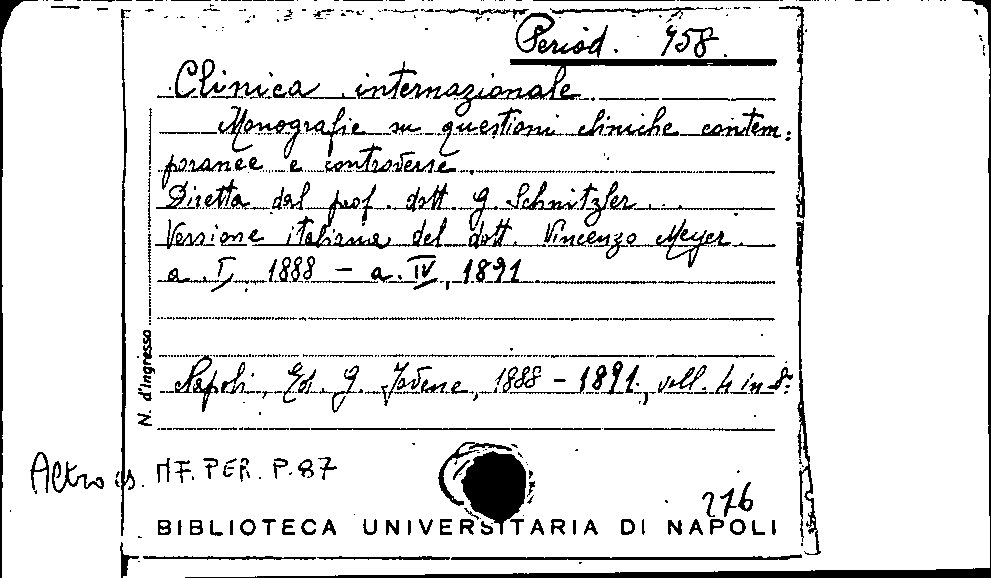 Period. 958.
Clinica internazionale
Monografie su questioni cliniche contem:
poranee e controverse.
Diretta dal prof. dott. G. Schnitzler...
Versione italiana del dott. Vincenzo Meyer.
a. I, 1888 - a. IV, 1891
N. d'Ingresso
Napoli, Ed. G. Jovene, 1888 - 1891., voll. 4 in-8°
Altro es. MF. PER. P. 87
276
BIBLIOTECA UNIVERSITARIA DI NAPOLI